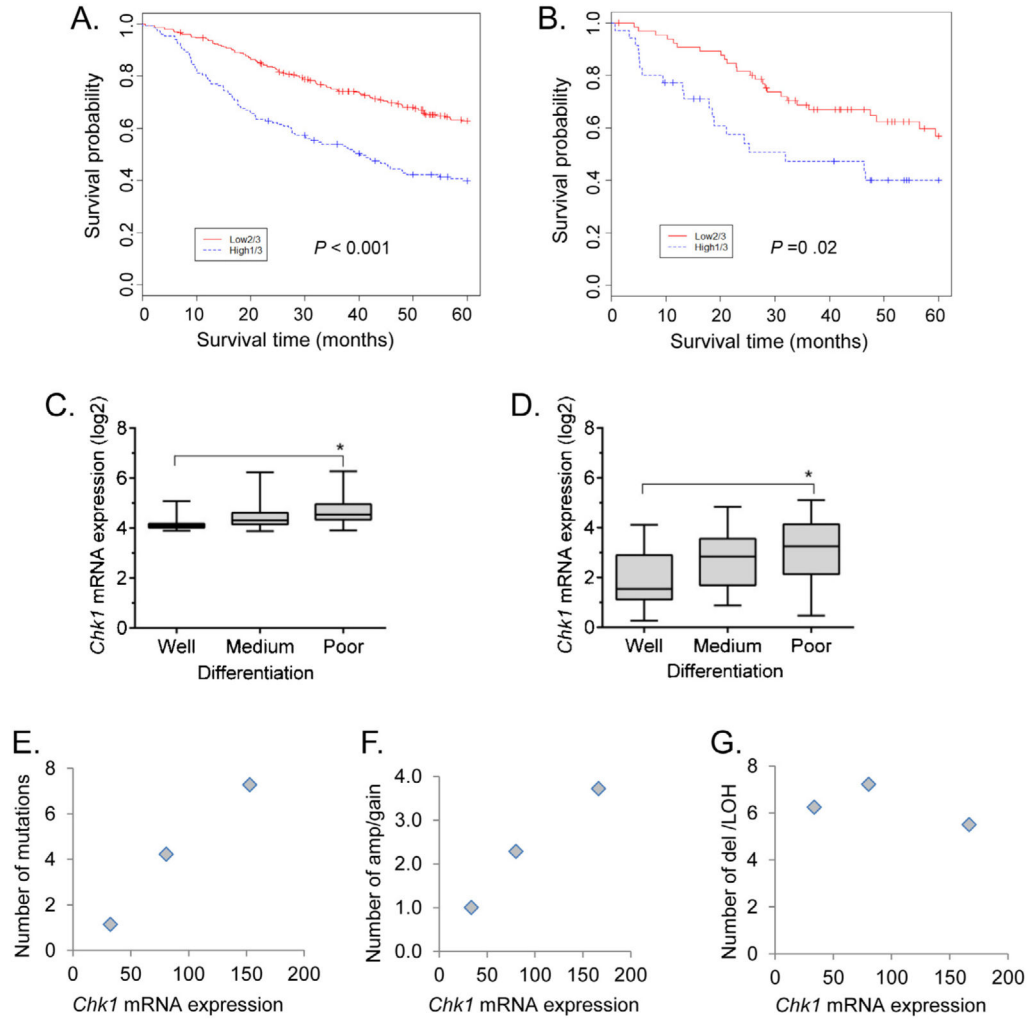 A.
Survival probability
1.0
0.8
0.6
0.4
0.2
0.0
Low2/3
High1/3
P < 0.001
0 10 20 30 40 50 60
Survival time (months)
B.
Survival probability
1.0
0.8
0.6
0.4
0.2
0.0
Low2/3
High1/3
P =0 .02
0 10 20 30 40 50 60
Survival time (months)
C.
Chk1 mRNA expression (log2)
8
6
4
2
0
*
Well Medium Poor
Differentiation
D.
Chk1 mRNA expression (log2)
8
6
4
2
0
*
Well Medium Poor
Differentiation
E.
Number of mutations
8
6
4
2
0
0 50 100 150 200
Chk1 mRNA expression
F.
Number of amp/gain
4.0
3.0
2.0
1.0
0.0
0 50 100 150 200
Chk1 mRNA expression
G.
Number of del /LOH
8
6
4
2
0
0 50 100 150 200
Chk1 mRNA expression